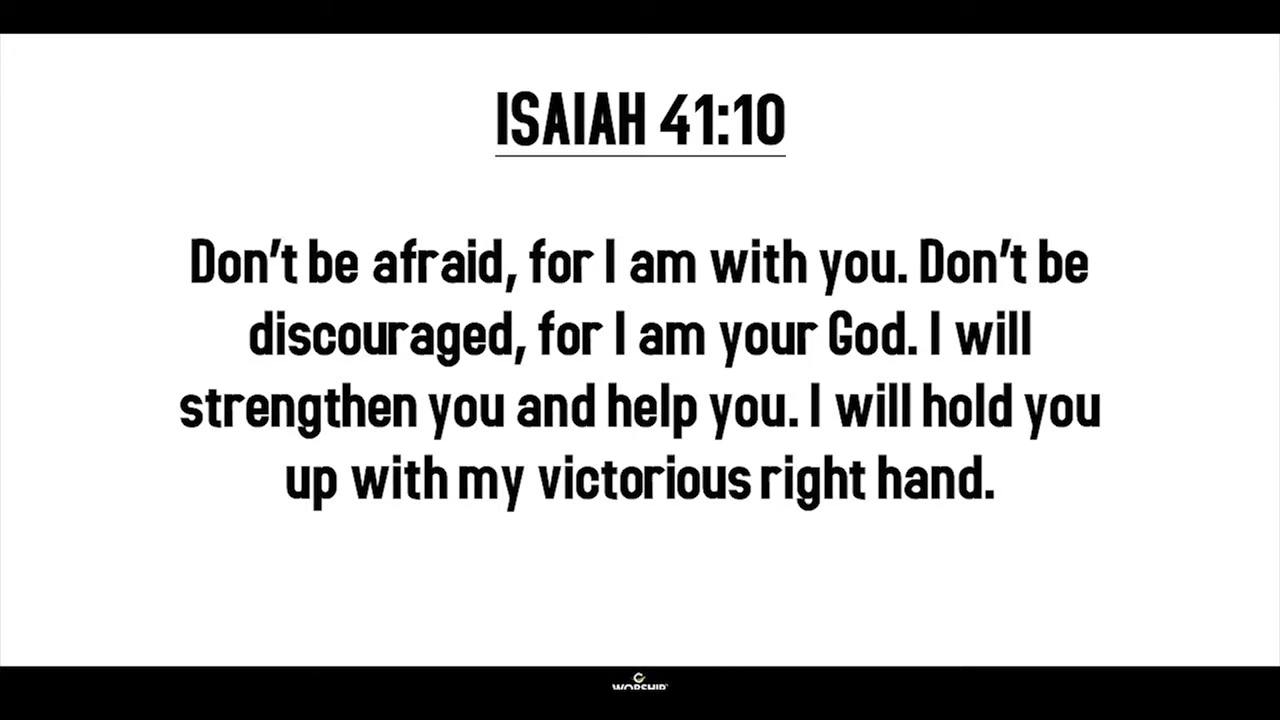 ISAIAH 41:10
Don't be afraid, for I am with you. Don't be
discouraged, for I am your God. I will
strengthen you and help you. I will hold you
up with my victorious right hand.
WORSHIP